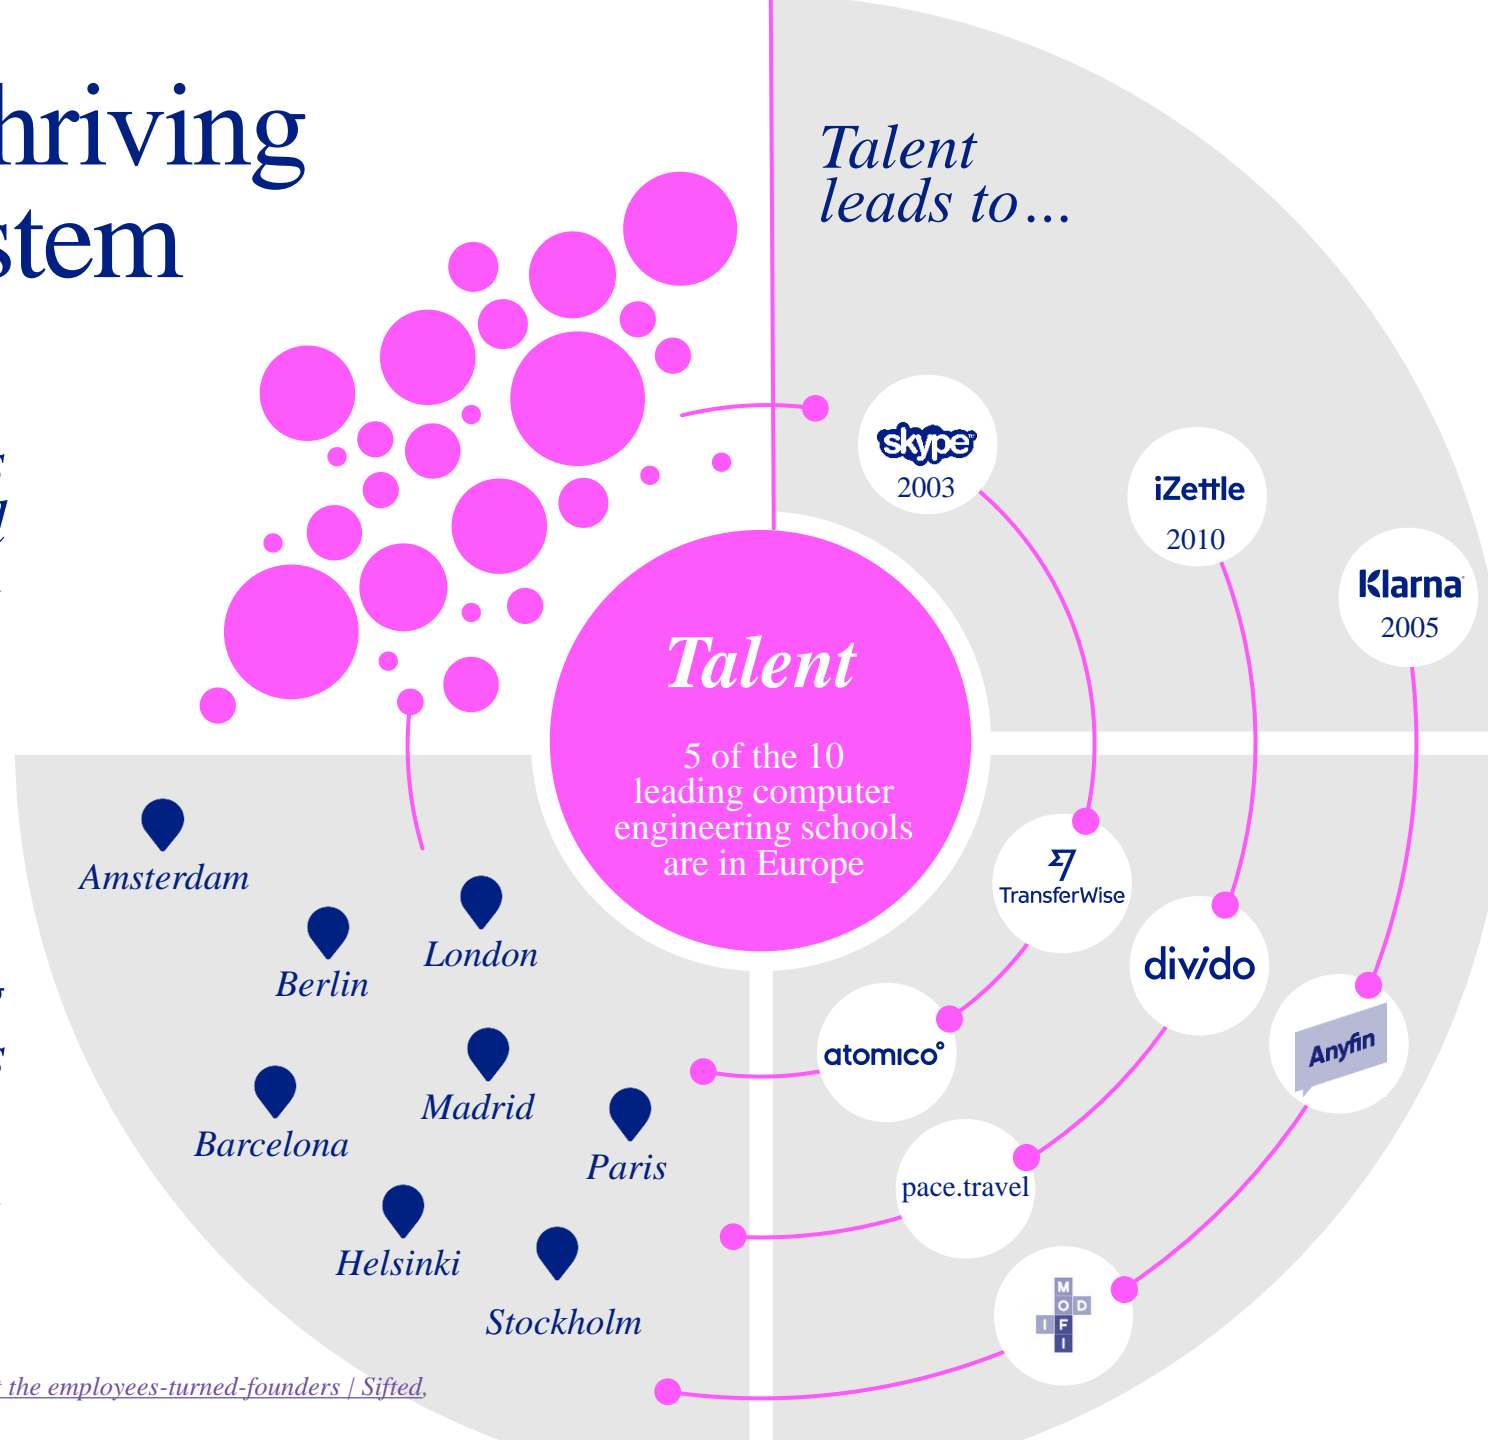 hriving
stem
Talent
leads to...
skype
2003
iZettle
2010
Klarna
2005
Talent
5 of the 10
leading computer
engineering schools
are in Europe
TransferWise
divido
Anyfin
atomico
pace.travel
M
OD
IF
I
Amsterdam
London
Berlin
Madrid
Barcelona
Paris
Helsinki
Stockholm
the employees-turned-founders | Sifted,